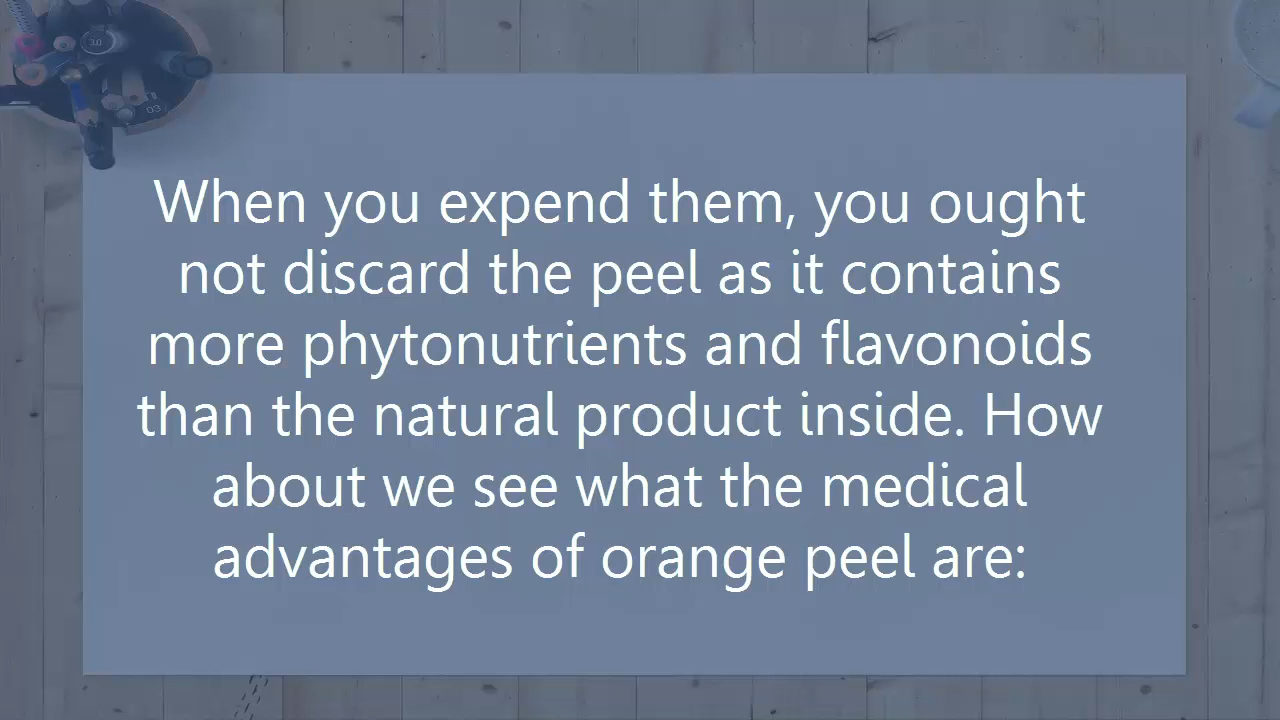 When you expend them, you ought
not discard the peel as it contains
more phytonutrients and flavonoids
than the natural product inside. How
about we see what the medical
advantages of orange peel are: